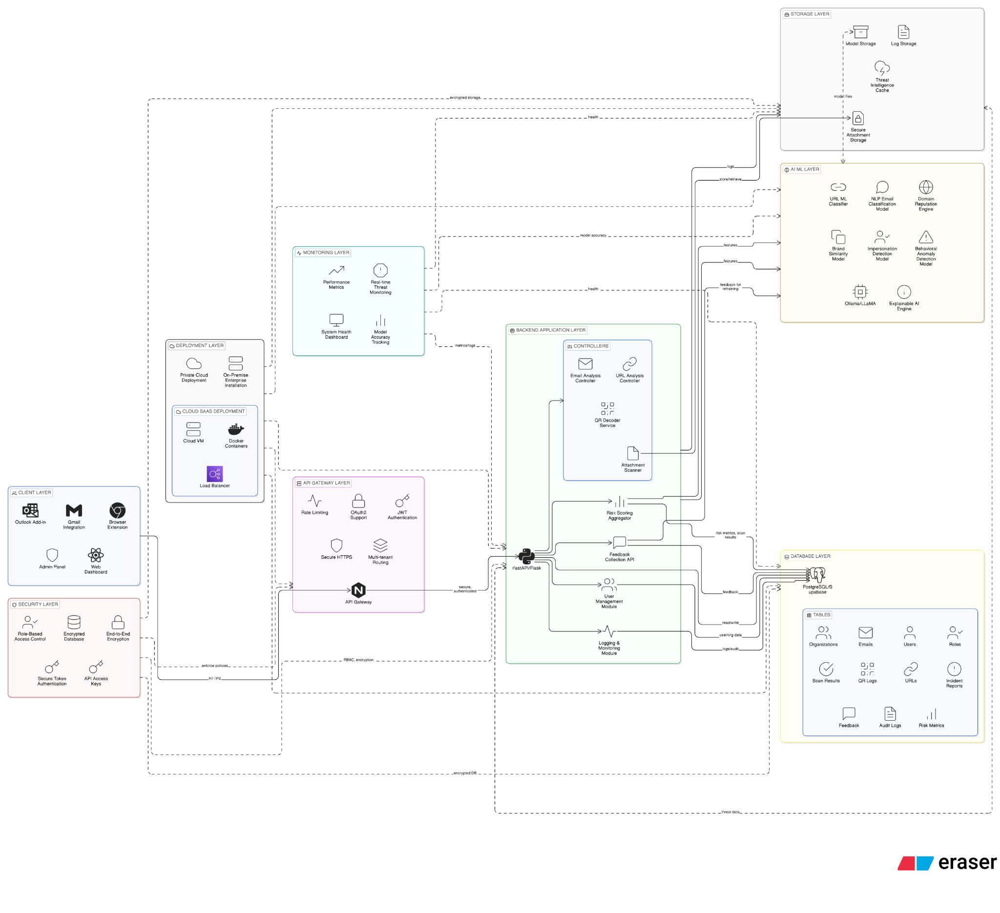 STORAGE LAYER
Model Storage
Log Storage
Threat
Intelligence
Cache
model files
Secure
Attachment
Storage
encrypted storage
health
logs
store/retrieve
AI ML LAYER
URL ML
Classifier
NLP Email
Classification
Model
Domain
Reputation
Engine
Brand
Similarity
Model
Impersonation
Detection
Model
Behavioral
Anomaly
Detection
Model
Ollama/LLaMA
Explainable AI
Engine
model accuracy
features
features
feedback for
retraining
health
MONITORING LAYER
Performance
Metrics
Real-time
Threat
Monitoring
System Health
Dashboard
Model
Accuracy
Tracking
metrics/logs
DEPLOYMENT LAYER
Private Cloud
Deployment
On-Premise
Enterprise
Installation
CLOUD SAAS DEPLOYMENT
Cloud VM
Docker
Containers
Load Balancer
BACKEND APPLICATION LAYER
CONTROLLERS
Email Analysis
Controller
URL Analysis
Controller
QR Decoder
Service
Attachment
Scanner
Risk Scoring
Aggregator
Feedback
Collection API
FastAPI/Flask
User
Management
Module
Logging &
Monitoring
Module
CLIENT LAYER
Outlook Add-in
Gmail
Integration
Browser
Extension
Admin Panel
Web
Dashboard
API GATEWAY LAYER
Rate Limiting
OAuth2
Support
JWT
Authentication
Secure HTTPS
Multi-tenant
Routing
API Gateway
secure,
authenticated
SECURITY LAYER
Role-Based
Access Control
Encrypted
Database
End-to-End
Encryption
Secure Token
Authentication
API Access
Keys
enforce policies
HTTPS
RBAC, encryption
encrypted DB
threat data
risk metrics, scan
results
feedback
read/write
user/org data
logs/audit
DATABASE LAYER
PostgreSQL/S
upabase
TABLES
Organizations
Emails
Users
Roles
Scan Results
QR Logs
URLs
Incident
Reports
Feedback
Audit Logs
Risk Metrics
eraser